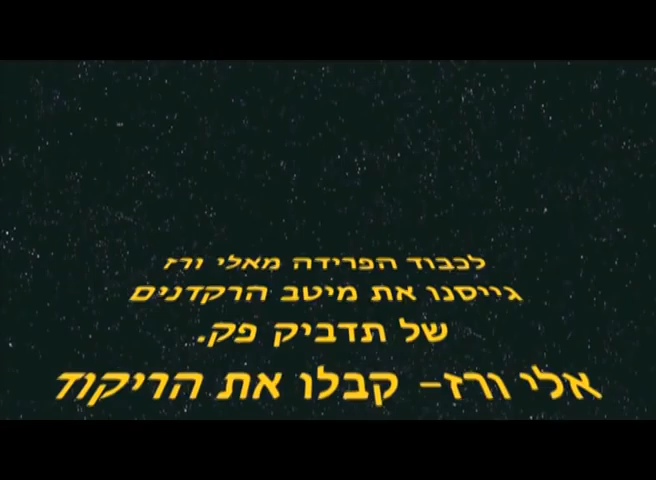 לכבוד הפרידה מאלי ורז
גייסנו את מיטב הרקדנים
של תדביק פק.
אלי ורז- קבלו את הריקוד